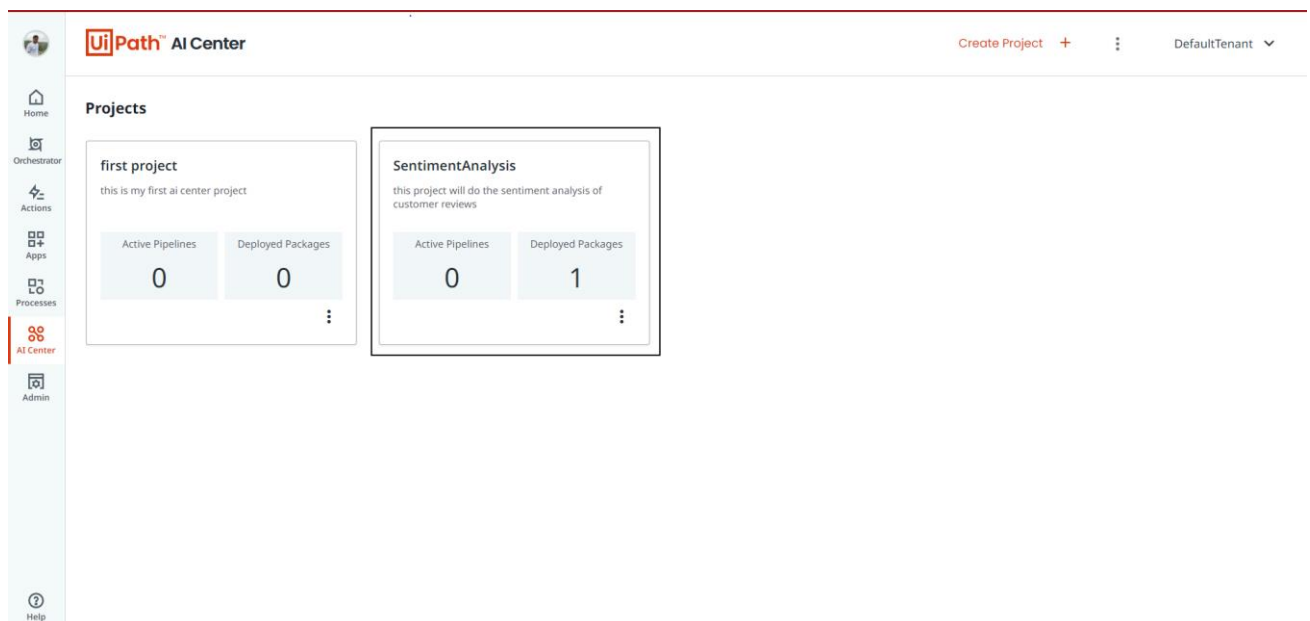 UiPath™ AI Center
Create Project +
DefaultTenant
Home
Orchestrator
Actions
Apps
Processes
AI Center
Admin
Help
Projects
first project
this is my first ai center project
Active Pipelines
0
Deployed Packages
0
SentimentAnalysis
this project will do the sentiment analysis of
customer reviews
Active Pipelines
0
Deployed Packages
1